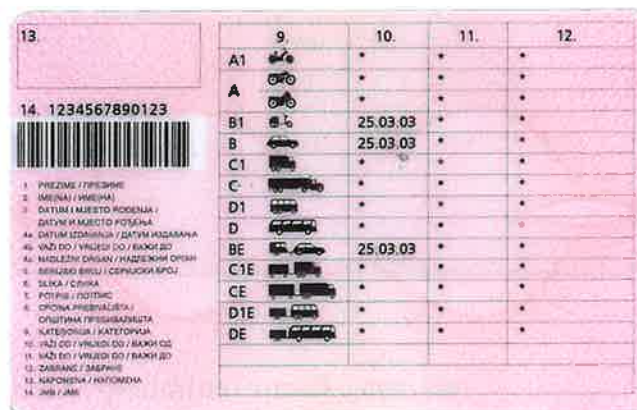 13.
14. 1234567890123
1. PREZIME / ПРЕЗИМЕ
2. IME(NA) / ИМЕ(НА)
3. DATUM I MJESTO ROĐENJA /
ДАТУМ И МЈЕСТО РОЂЕЊА
4a. DATUM IZDAVANJA / ДАТУМ ИЗДАВАЊА
4b. VAŽI DO / VRIJEDI DO / ВАЖИ ДО
4c. NADLEŽNI ORGAN / НАДЛЕЖНИ ОРГАН
5. SERIJSKI BROJ / СЕРИЈСКИ БРОЈ
6. SLIKA / СЛИКА
7. POTPIS / ПОТПИС
8. OPĆINA PREBIVALIŠTA /
ОПШТИНА ПРЕБИВАЛИШТА
9. KATEGORIJA / КАТЕГОРИЈА
10. VAŽI OD / VRIJEDI OD / ВАЖИ ОД
11. VAŽI DO / VRIJEDI DO / ВАЖИ ДО
12. ZABRANE / ЗАБРАНЕ
13. NAPOMENA / НАПОМЕНА
14. JMB / ЈМБ
9. 10. 11. 12.
A1 * * *
* * *
A * * *
B1 25.03.03 * *
B 25.03.03 * *
C1 * * *
C * * *
D1 * * *
D * * *
BE 25.03.03 * *
C1E * * *
CE * * *
D1E * * *
DE * * *